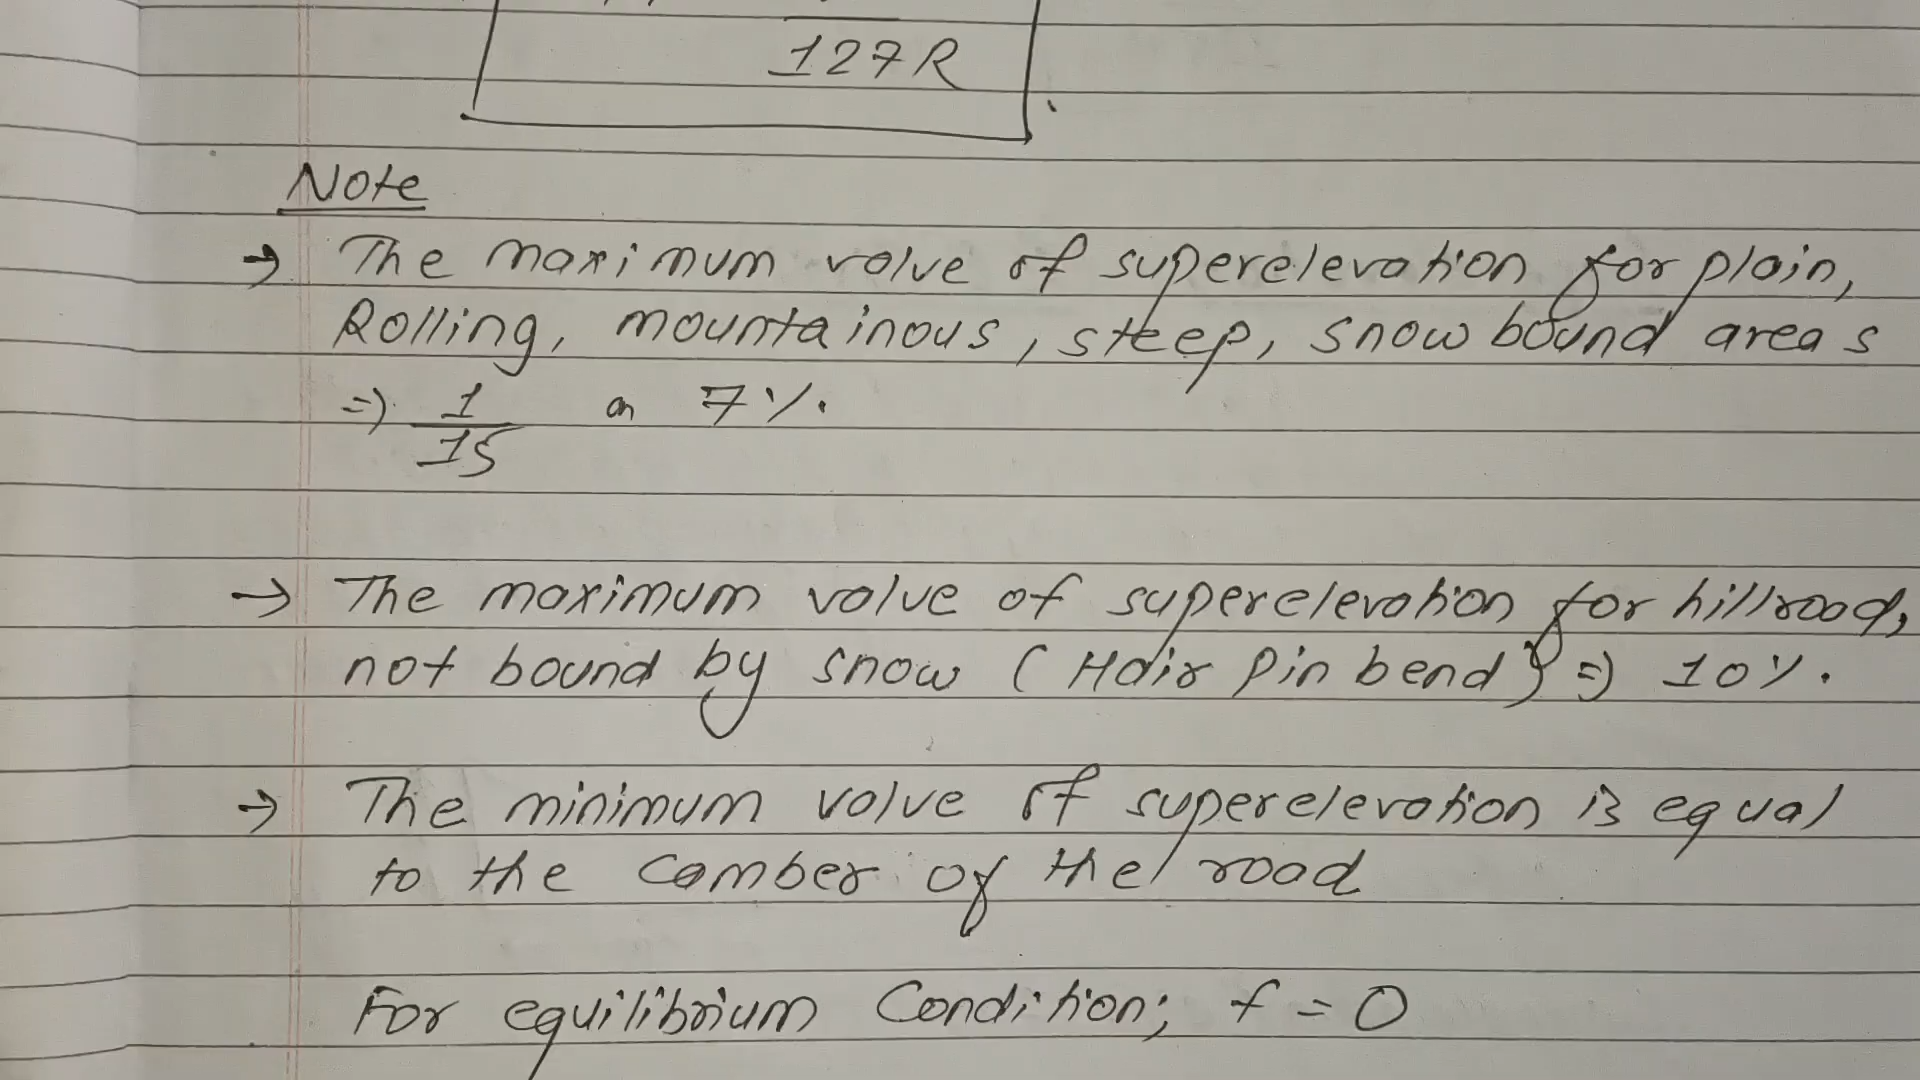 127R
Note
→ The maximum value of superelevation for plain,
Rolling, mountainous, steep, snow bound areas
⇒ 1/15 or 7%.
→ The maximum value of superelevation for hillroad,
not bound by snow (Hair pin bend) ⇒ 10%.
→ The minimum value of superelevation is equal
to the camber of the road
For equilibrium Condition; f = 0